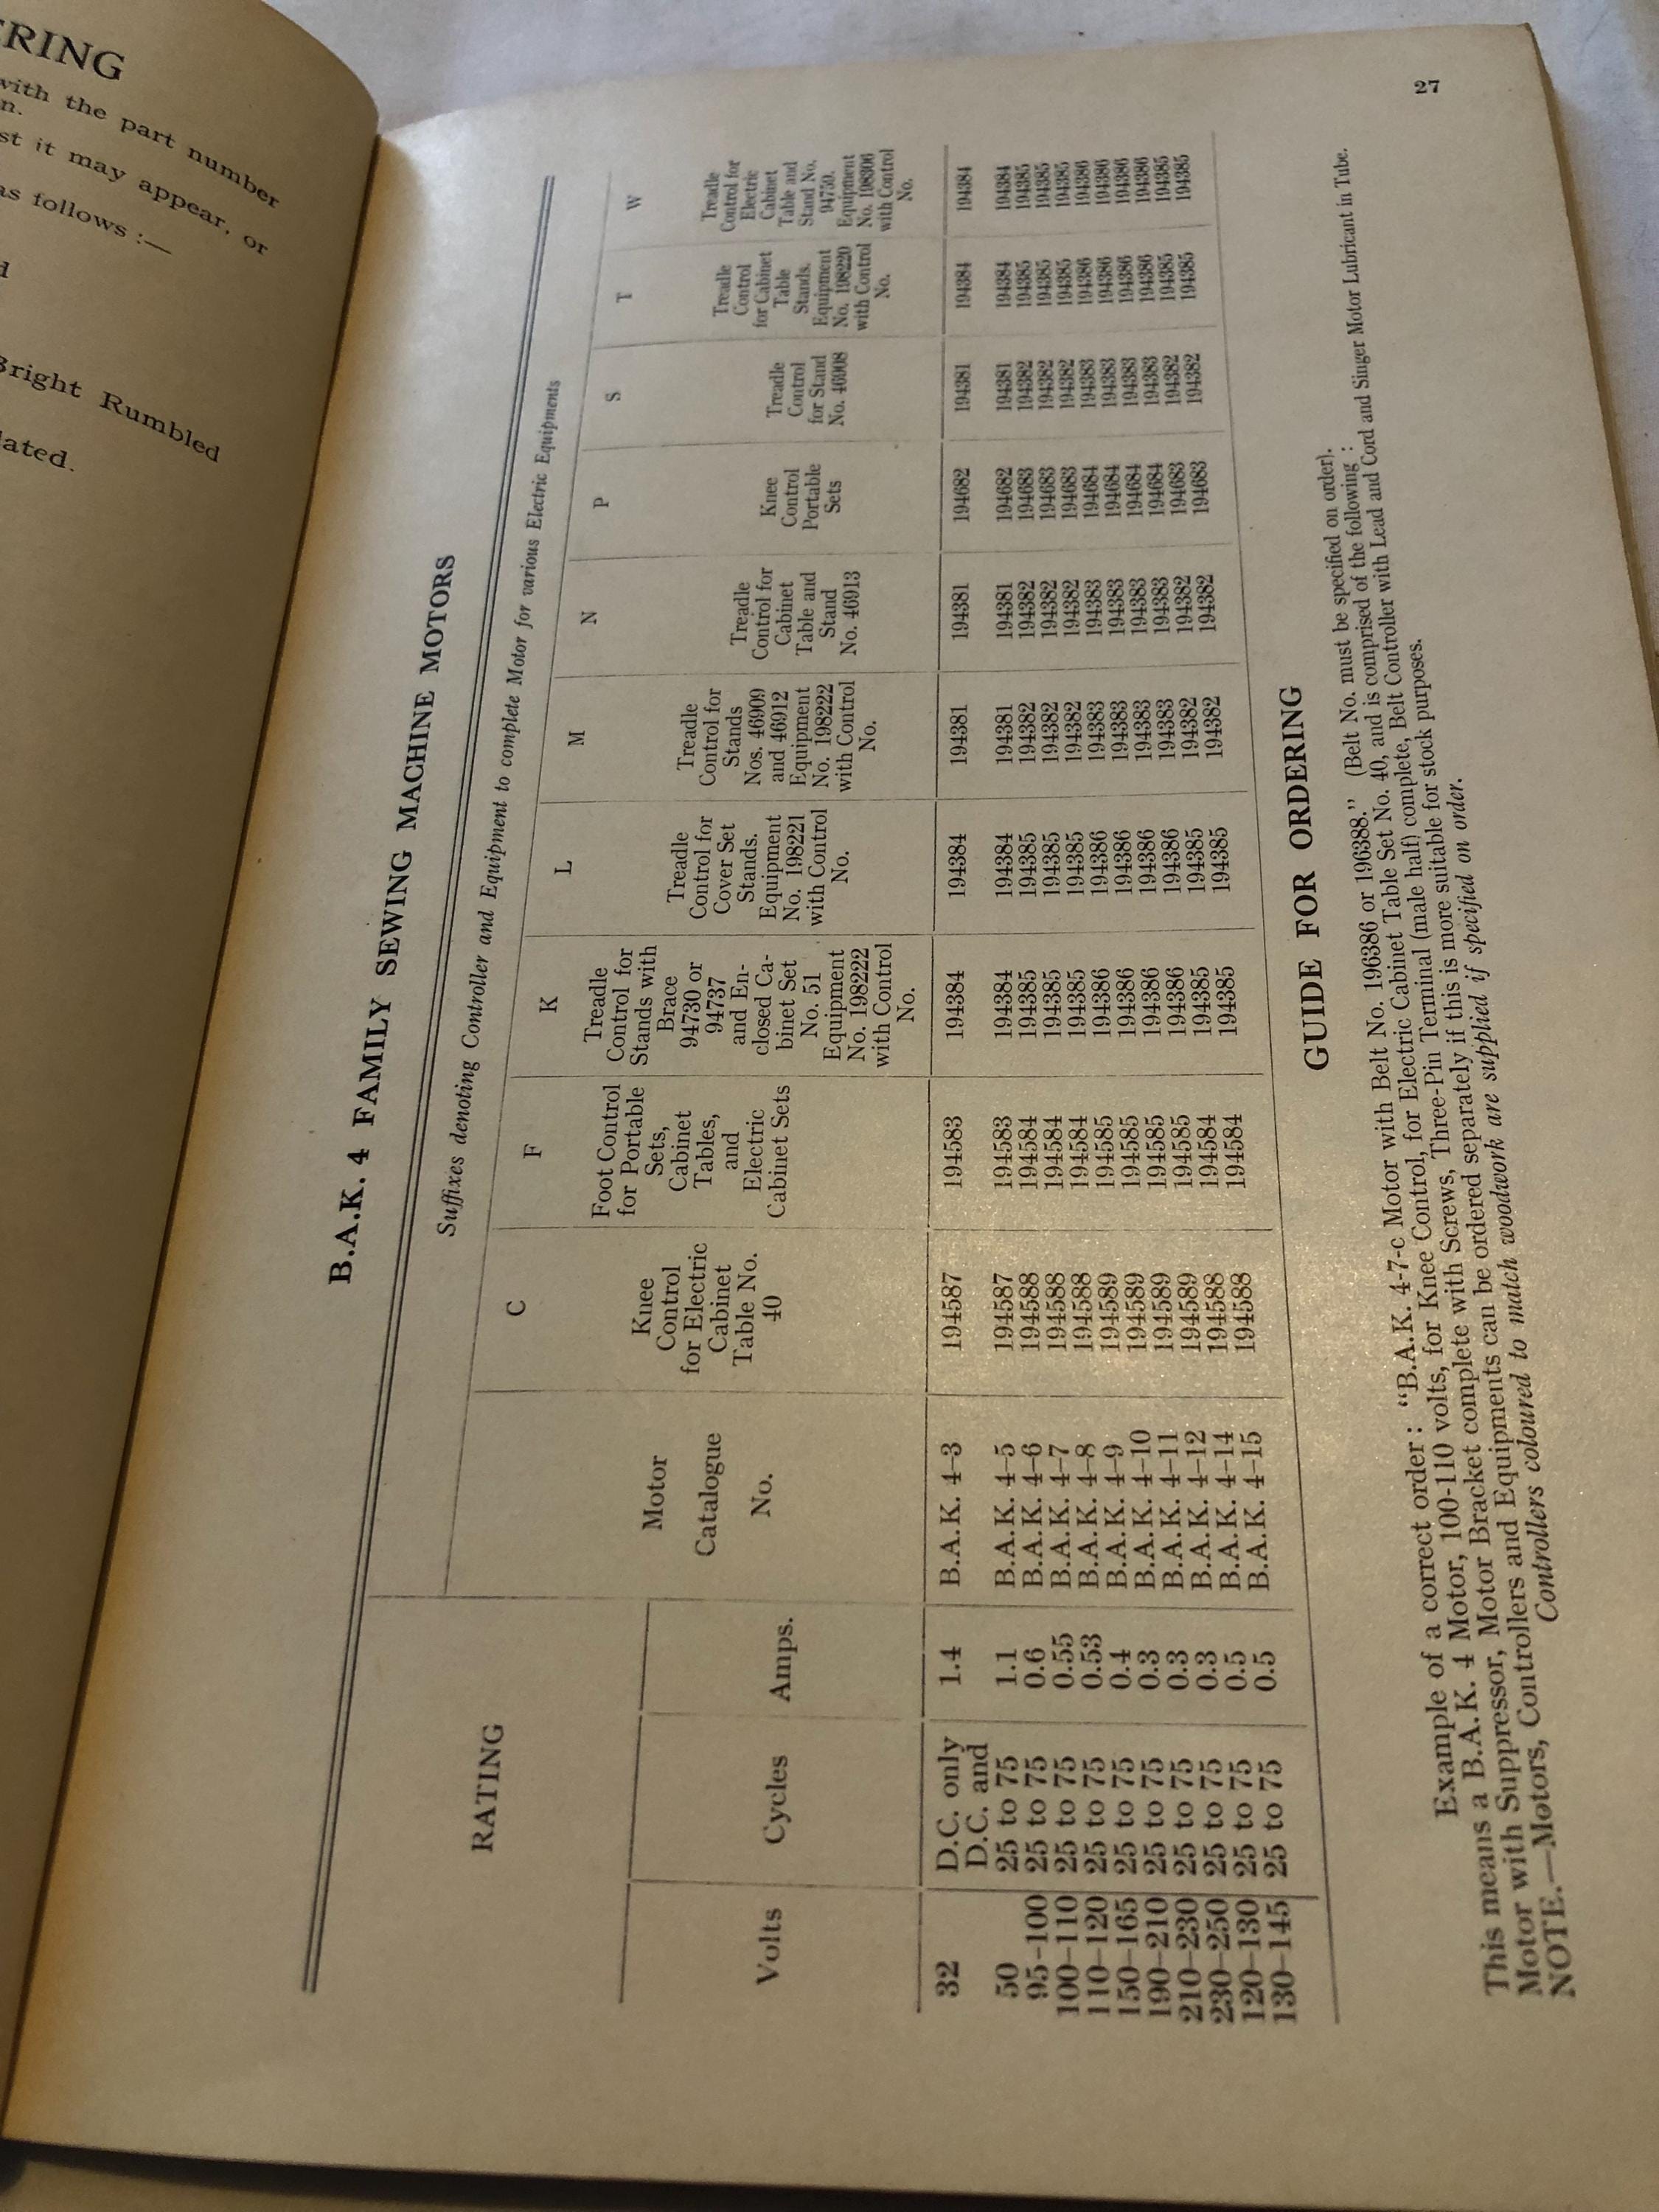 ERING
with the part number
n.
st it may appear, or
as follows :—
d
Bright Rumbled
lated.
27
B.A.K. 4 FAMILY SEWING MACHINE MOTORS
Suffixes denoting Controller and Equipment to complete Motor for various Electric Equipments
RATING
C F K L M N P S T W
Volts
Cycles
Amps.
Motor
Catalogue
No.
Knee
Control
for Electric
Cabinet
Table No.
40
Foot Control
for Portable
Sets,
Cabinet
Tables,
and
Electric
Cabinet Sets
Treadle
Control for
Stands with
Brace
94730 or
94737
and En-
closed Ca-
binet Set
No. 51
Equipment
No. 198222
with Control
No.
Treadle
Control for
Cover Set
Stands.
Equipment
No. 198221
with Control
No.
Treadle
Control for
Stands
Nos. 46909
and 46912
Equipment
No. 198222
with Control
No.
Treadle
Control for
Cabinet
Table and
Stand
No. 46913
Knee
Control
Portable
Sets
Treadle
Control
for Stand
No. 46908
Treadle
Control
for Cabinet
Table
Stands.
Equipment
No. 198220
with Control
No.
Treadle
Control for
Electric
Cabinet
Table and
Stand No.
94750.
Equipment
No. 198306
with Control
No.
32 D.C. only 1.4 B.A.K. 4–3 194587 194583 194384 194384 194381 194381 194682 194381 194384 194384
D.C. and
50 25 to 75 1.1 B.A.K. 4–5 194587 194583 194384 194384 194381 194381 194682 194381 194384 194384
95–100 25 to 75 0.6 B.A.K. 4–6 194588 194584 194385 194385 194382 194382 194683 194382 194385 194385
100–110 25 to 75 0.55 B.A.K. 4–7 194588 194584 194385 194385 194382 194382 194683 194382 194385 194385
110–120 25 to 75 0.53 B.A.K. 4–8 194588 194584 194385 194385 194382 194382 194683 194382 194385 194385
150–165 25 to 75 0.4 B.A.K. 4–9 194589 194585 194386 194386 194383 194383 194684 194383 194386 194386
190–210 25 to 75 0.3 B.A.K. 4–10 194589 194585 194386 194386 194383 194383 194684 194383 194386 194386
210–230 25 to 75 0.3 B.A.K. 4–11 194589 194585 194386 194386 194383 194383 194684 194383 194386 194386
230–250 25 to 75 0.3 B.A.K. 4–12 194589 194585 194386 194386 194383 194383 194684 194383 194386 194386
120–130 25 to 75 0.5 B.A.K. 4–14 194588 194584 194385 194385 194382 194382 194683 194382 194385 194385
130–145 25 to 75 0.5 B.A.K. 4–15 194588 194584 194385 194385 194382 194382 194683 194382 194385 194385
GUIDE FOR ORDERING
Example of a correct order : “B.A.K. 4-7-c Motor with Belt No. 196386 or 196388.” (Belt No. must be specified on order).
This means a B.A.K. 4 Motor, 100-110 volts, for Knee Control, for Electric Cabinet Table Set No. 40, and is comprised of the following :
Motor with Suppressor, Motor Bracket complete with Screws, Three-Pin Terminal (male half) complete, Belt Controller with Lead and Cord and Singer Motor Lubricant in Tube.
NOTE.—Motors, Controllers and Equipments can be ordered separately if this is more suitable for stock purposes.
Controllers coloured to match woodwork are supplied if specified on order.